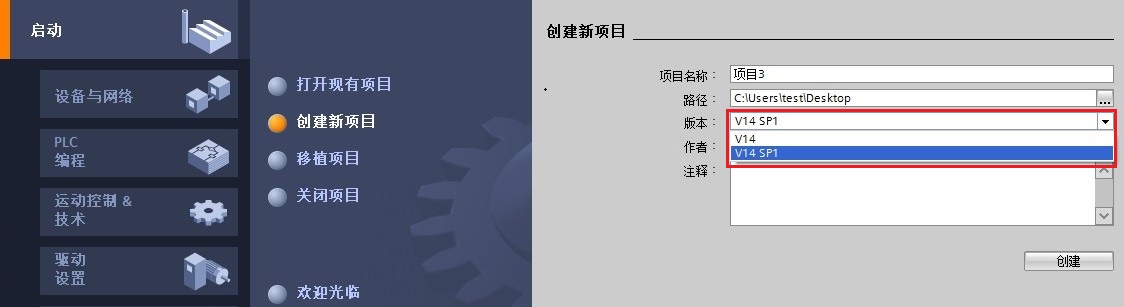 启动
设备与网络
PLC
编程
运动控制 &
技术
驱动
设置
打开现有项目
创建新项目
移植项目
关闭项目
欢迎光临
创建新项目
项目名称：
项目3
路径：
C:\Users\test\Desktop
...
版本：
V14 SP1
V14
V14 SP1
作者：
注释：
创建